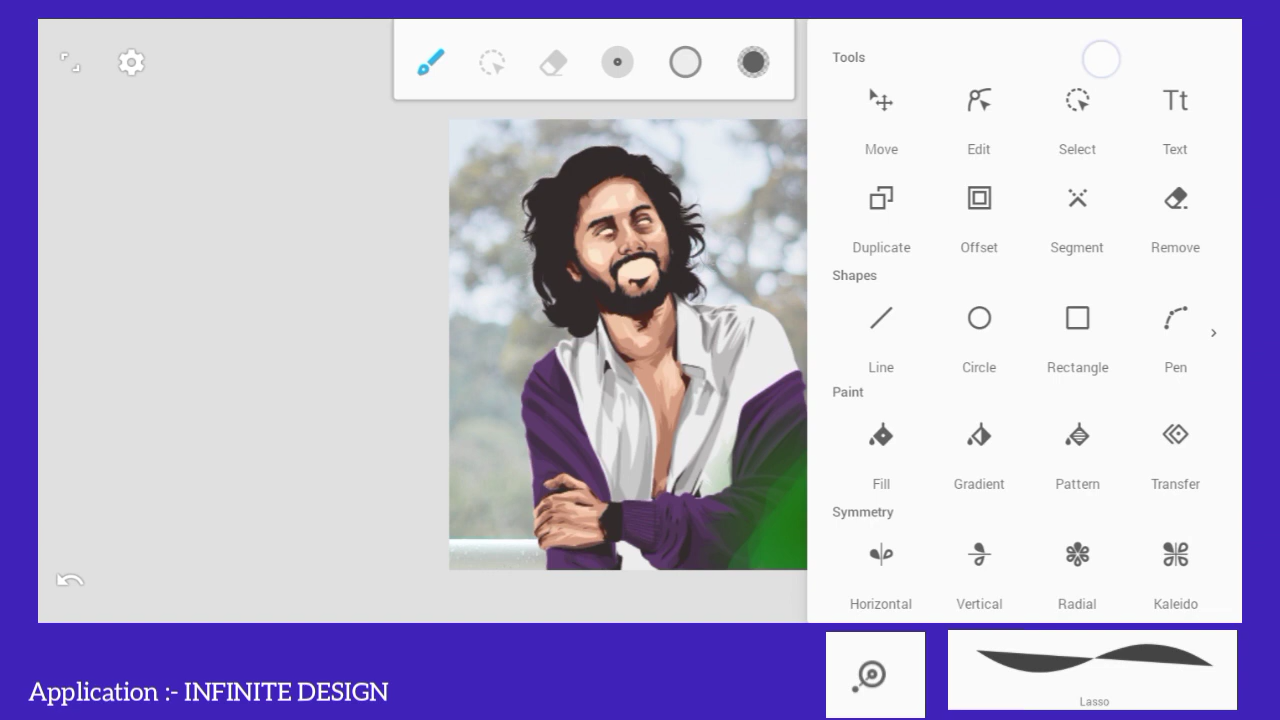 Tools
Move Edit Select Text
Duplicate Offset Segment Remove
Shapes
Line Circle Rectangle Pen
Paint
Fill Gradient Pattern Transfer
Symmetry
Horizontal Vertical Radial Kaleido
Lasso
Application :- INFINITE DESIGN